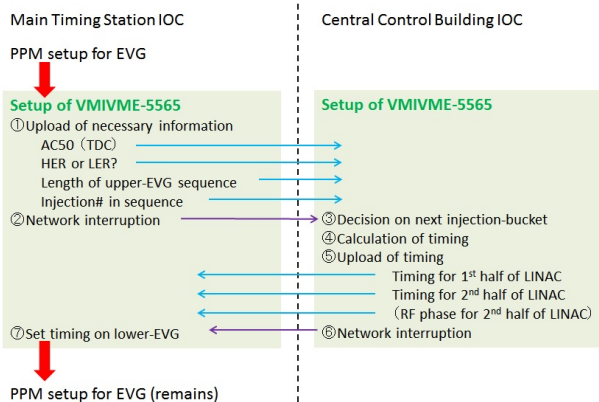 Main Timing Station IOC
Central Control Building IOC
PPM setup for EVG
Setup of VMIVME-5565
Setup of VMIVME-5565
①Upload of necessary information
AC50 (TDC)
HER or LER?
Length of upper-EVG sequence
Injection# in sequence
②Network interruption
③Decision on next injection-bucket
④Calculation of timing
⑤Upload of timing
Timing for 1st half of LINAC
Timing for 2nd half of LINAC
(RF phase for 2nd half of LINAC)
⑦Set timing on lower-EVG
⑥Network interruption
PPM setup for EVG (remains)